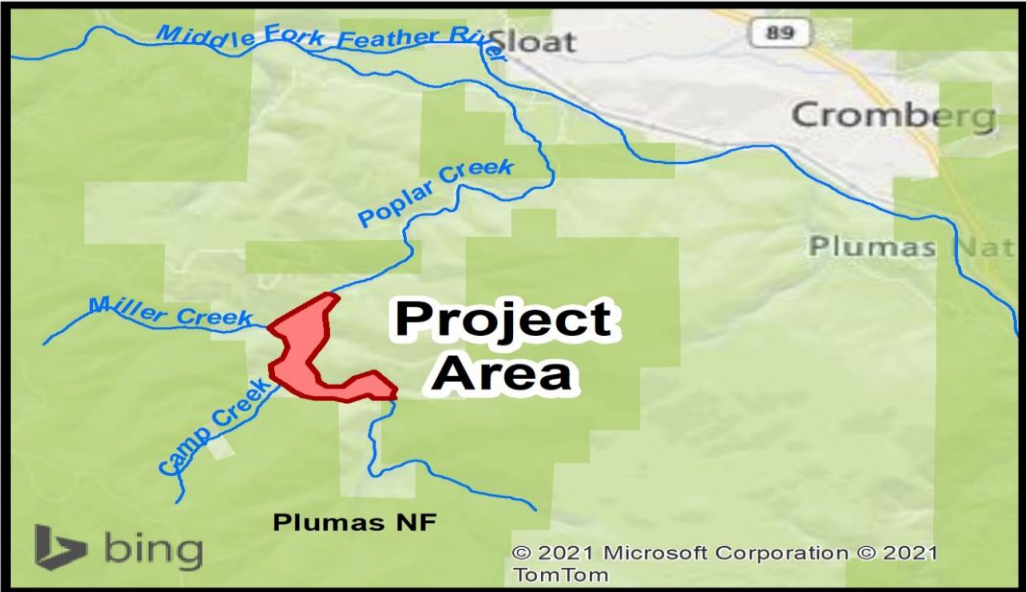 Middle Fork Feather River
Sloat
89
Cromberg
Poplar Creek
Plumas Nat
Miller Creek
Project
Area
Camp Creek
Plumas NF
bing
© 2021 Microsoft Corporation © 2021
TomTom